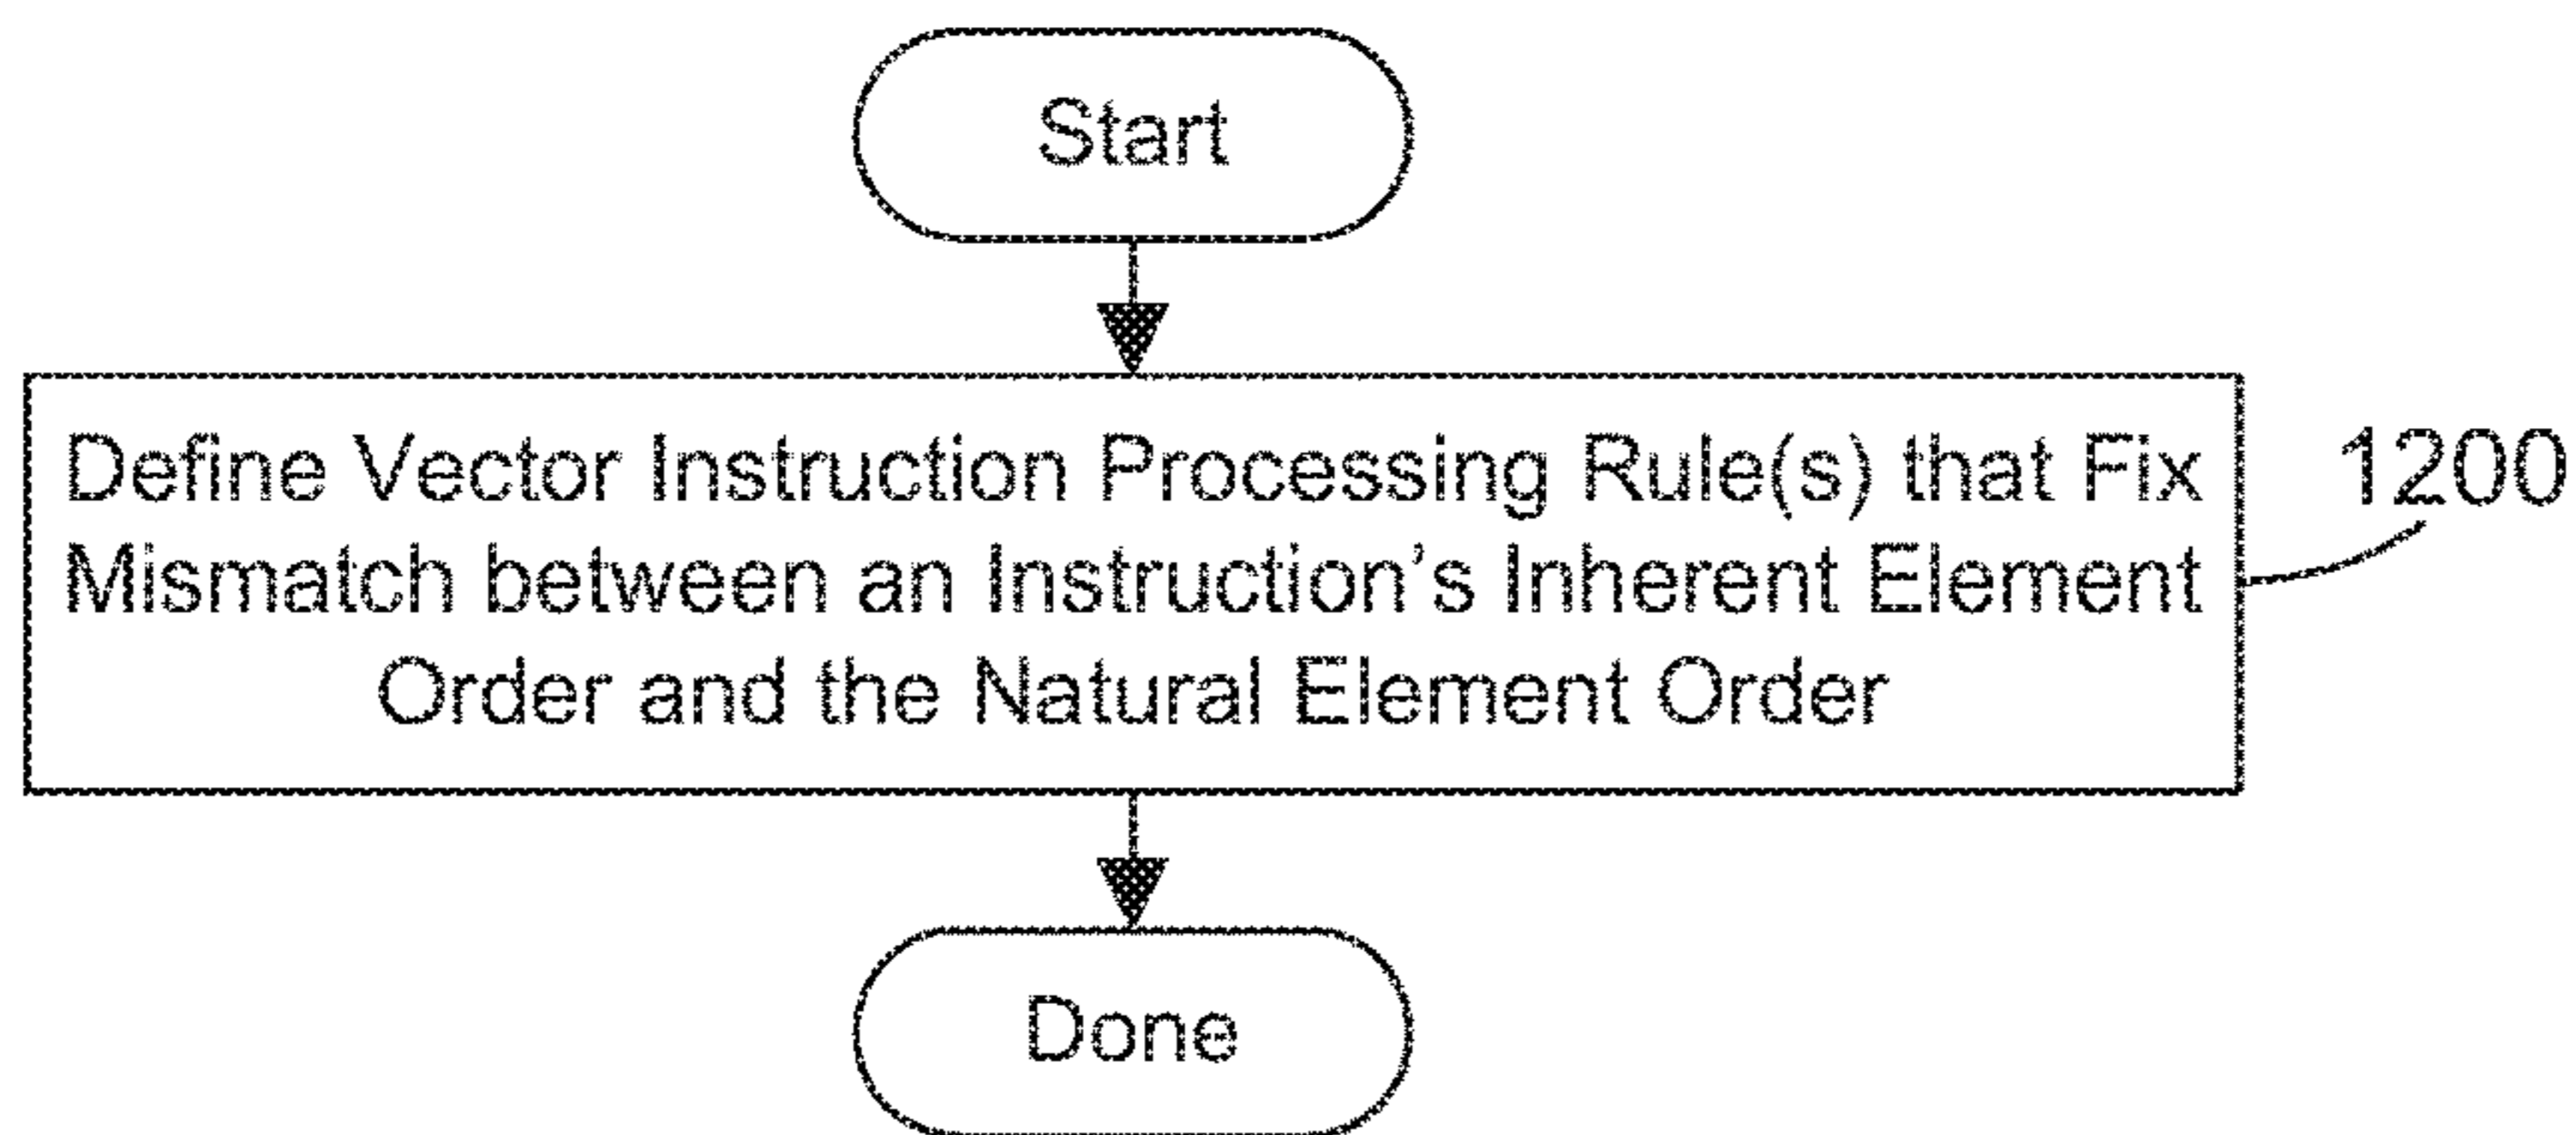 Start
Define Vector Instruction Processing Rule(s) that Fix
Mismatch between an Instruction’s Inherent Element
Order and the Natural Element Order
1200
Done